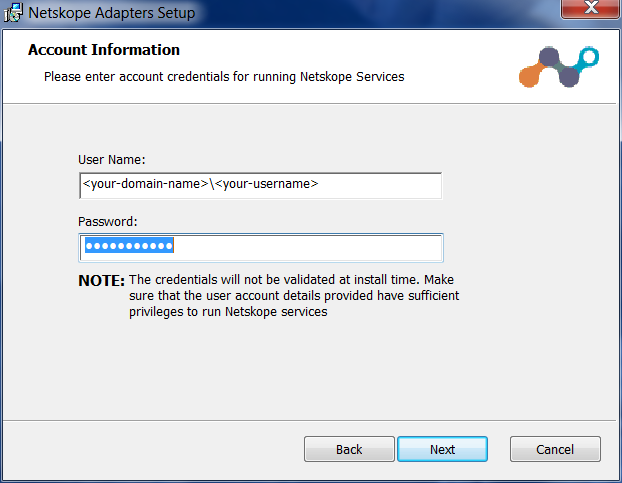 Netskope Adapters Setup
Account Information
Please enter account credentials for running Netskope Services
User Name:
<your-domain-name>\<your-username>
Password:
●●●●●●●●●●●
NOTE: The credentials will not be validated at install time. Make
sure that the user account details provided have sufficient
privileges to run Netskope services
Back
Next
Cancel